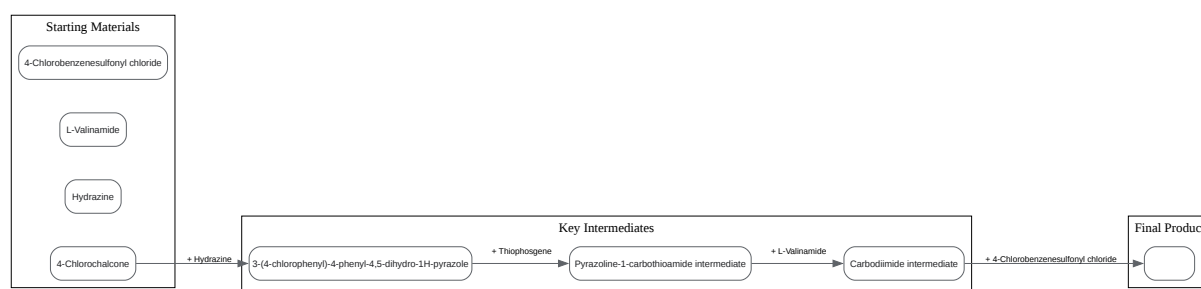 Starting Materials
4-Chlorobenzenesulfonyl chloride
L-Valinamide
Hydrazine
4-Chlorochalcone
+ Hydrazine
Key Intermediates
3-(4-chlorophenyl)-4-phenyl-4,5-dihydro-1H-pyrazole
+ Thiophosgene
Pyrazoline-1-carbothioamide intermediate
+ L-Valinamide
Carbodiimide intermediate
+ 4-Chlorobenzenesulfonyl chloride
Final Produc